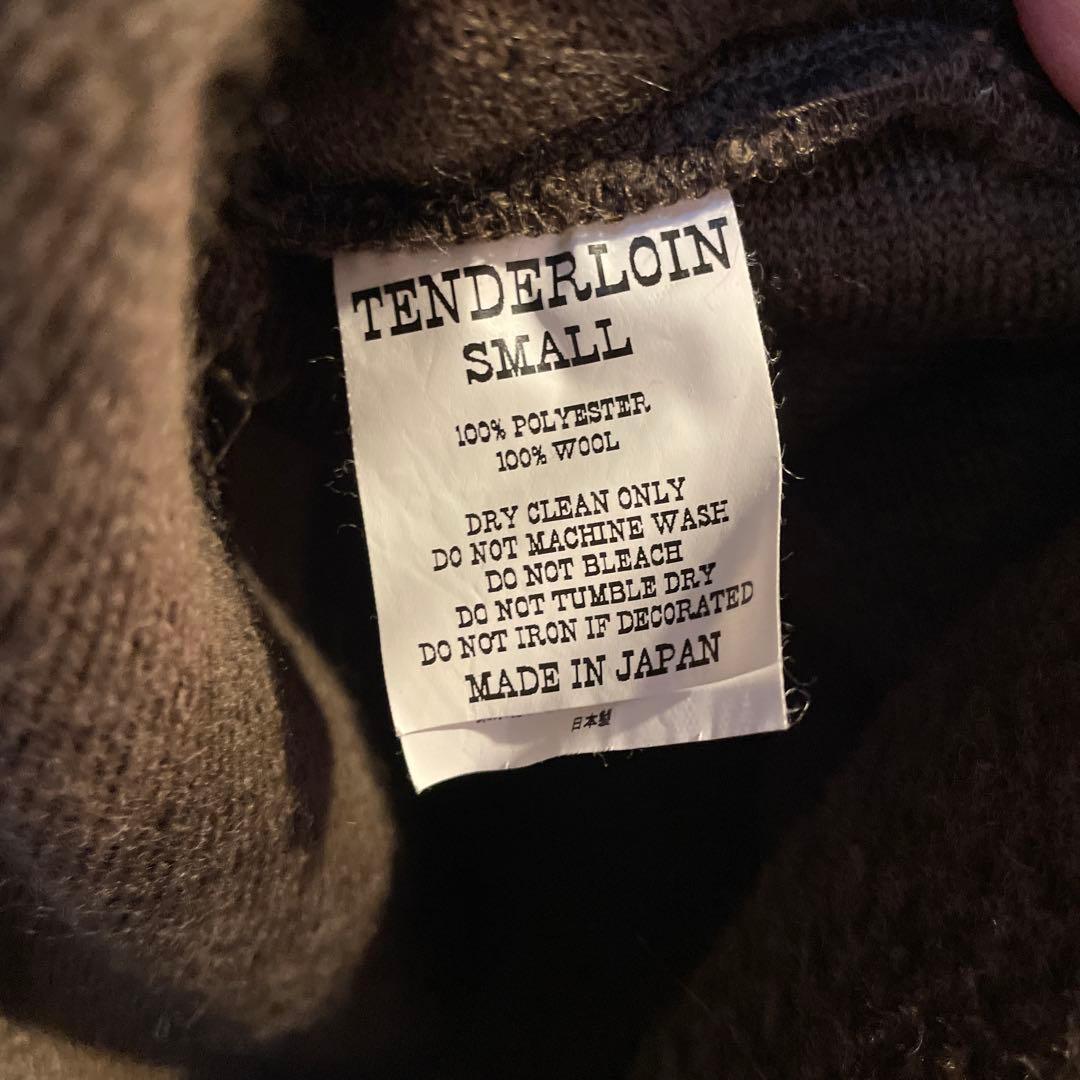 TENDERLOIN
SMALL
100% POLYESTER
100% WOOL
DRY CLEAN ONLY
DO NOT MACHINE WASH
DO NOT BLEACH
DO NOT TUMBLE DRY
DO NOT IRON IF DECORATED
MADE IN JAPAN
日本製